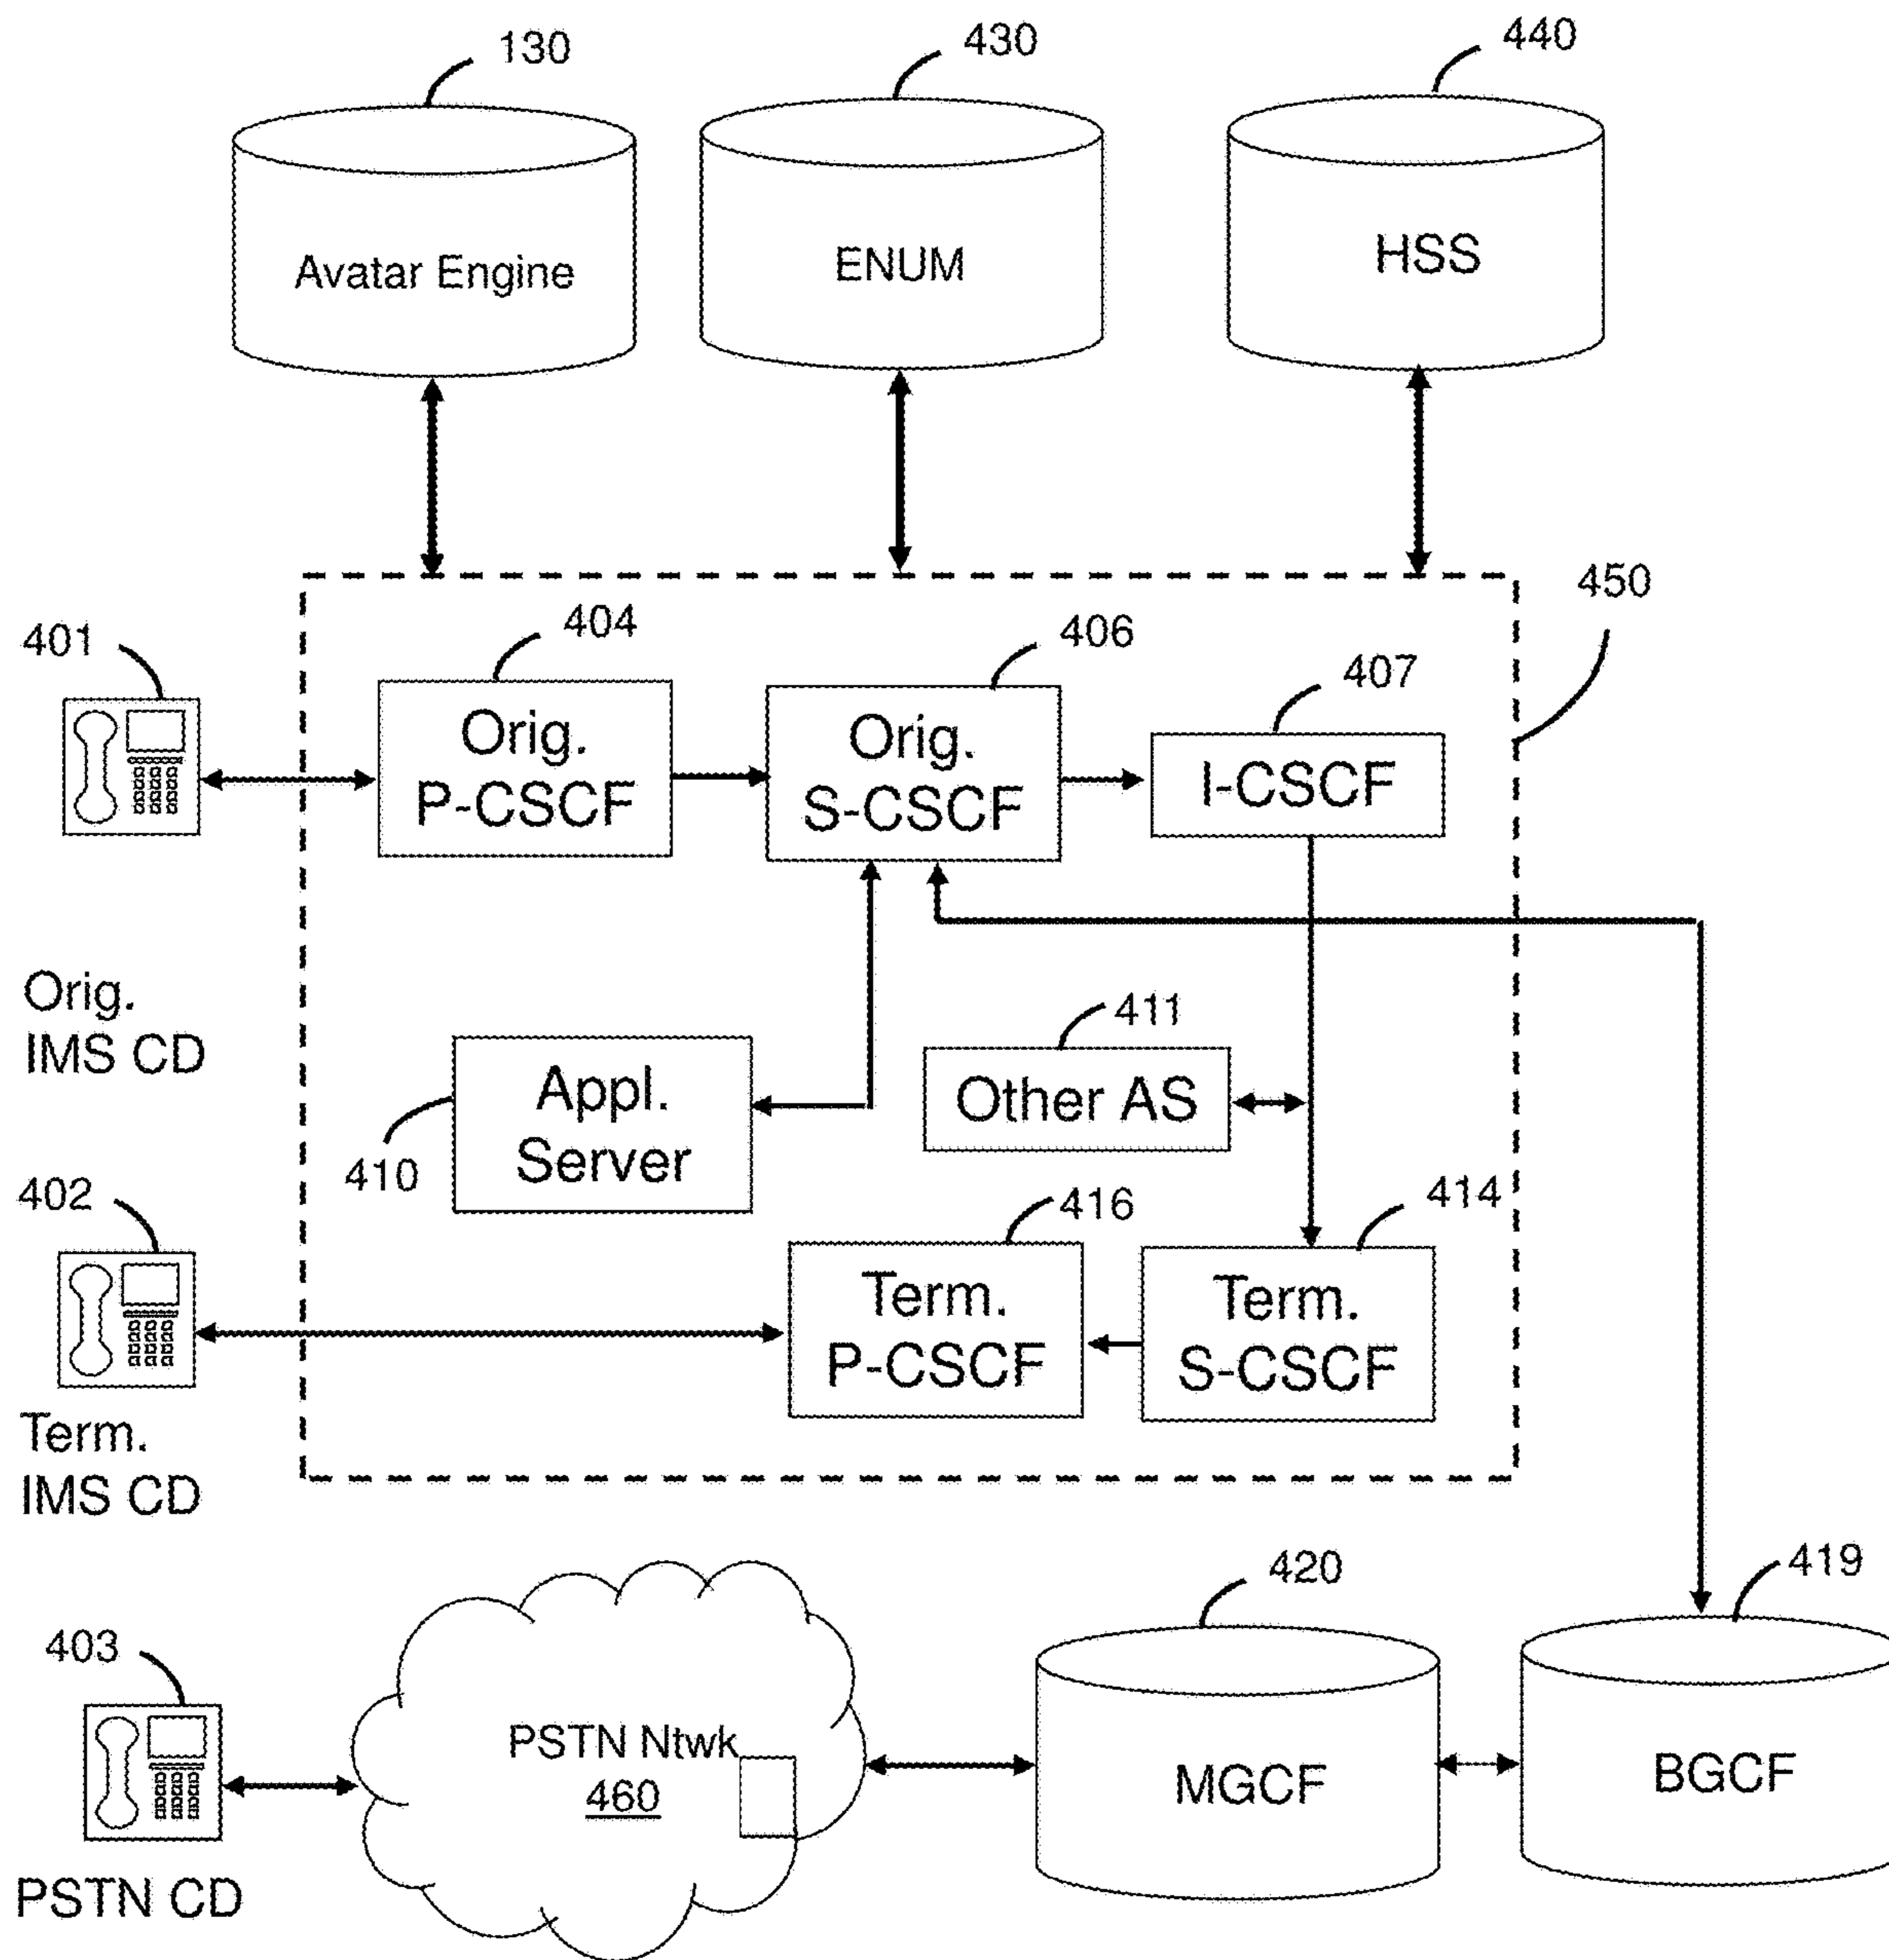 130
430
440
Avatar Engine
ENUM
HSS
450
401
404
406
407
Orig.
P-CSCF
Orig.
S-CSCF
I-CSCF
Orig.
IMS CD
411
Appl.
Server
Other AS
410
402
416
414
Term.
P-CSCF
Term.
S-CSCF
Term.
IMS CD
420
419
403
PSTN Ntwk
460
MGCF
BGCF
PSTN CD